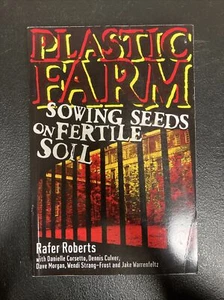 PLASTIC
FARM
SOWING SEEDS
ON FERTILE
SOIL
Rafer Roberts
with Danielle Corsetto, Dennis Culver,
Dave Morgan, Wendi Strang-Frost and Jake Warrenfeltz